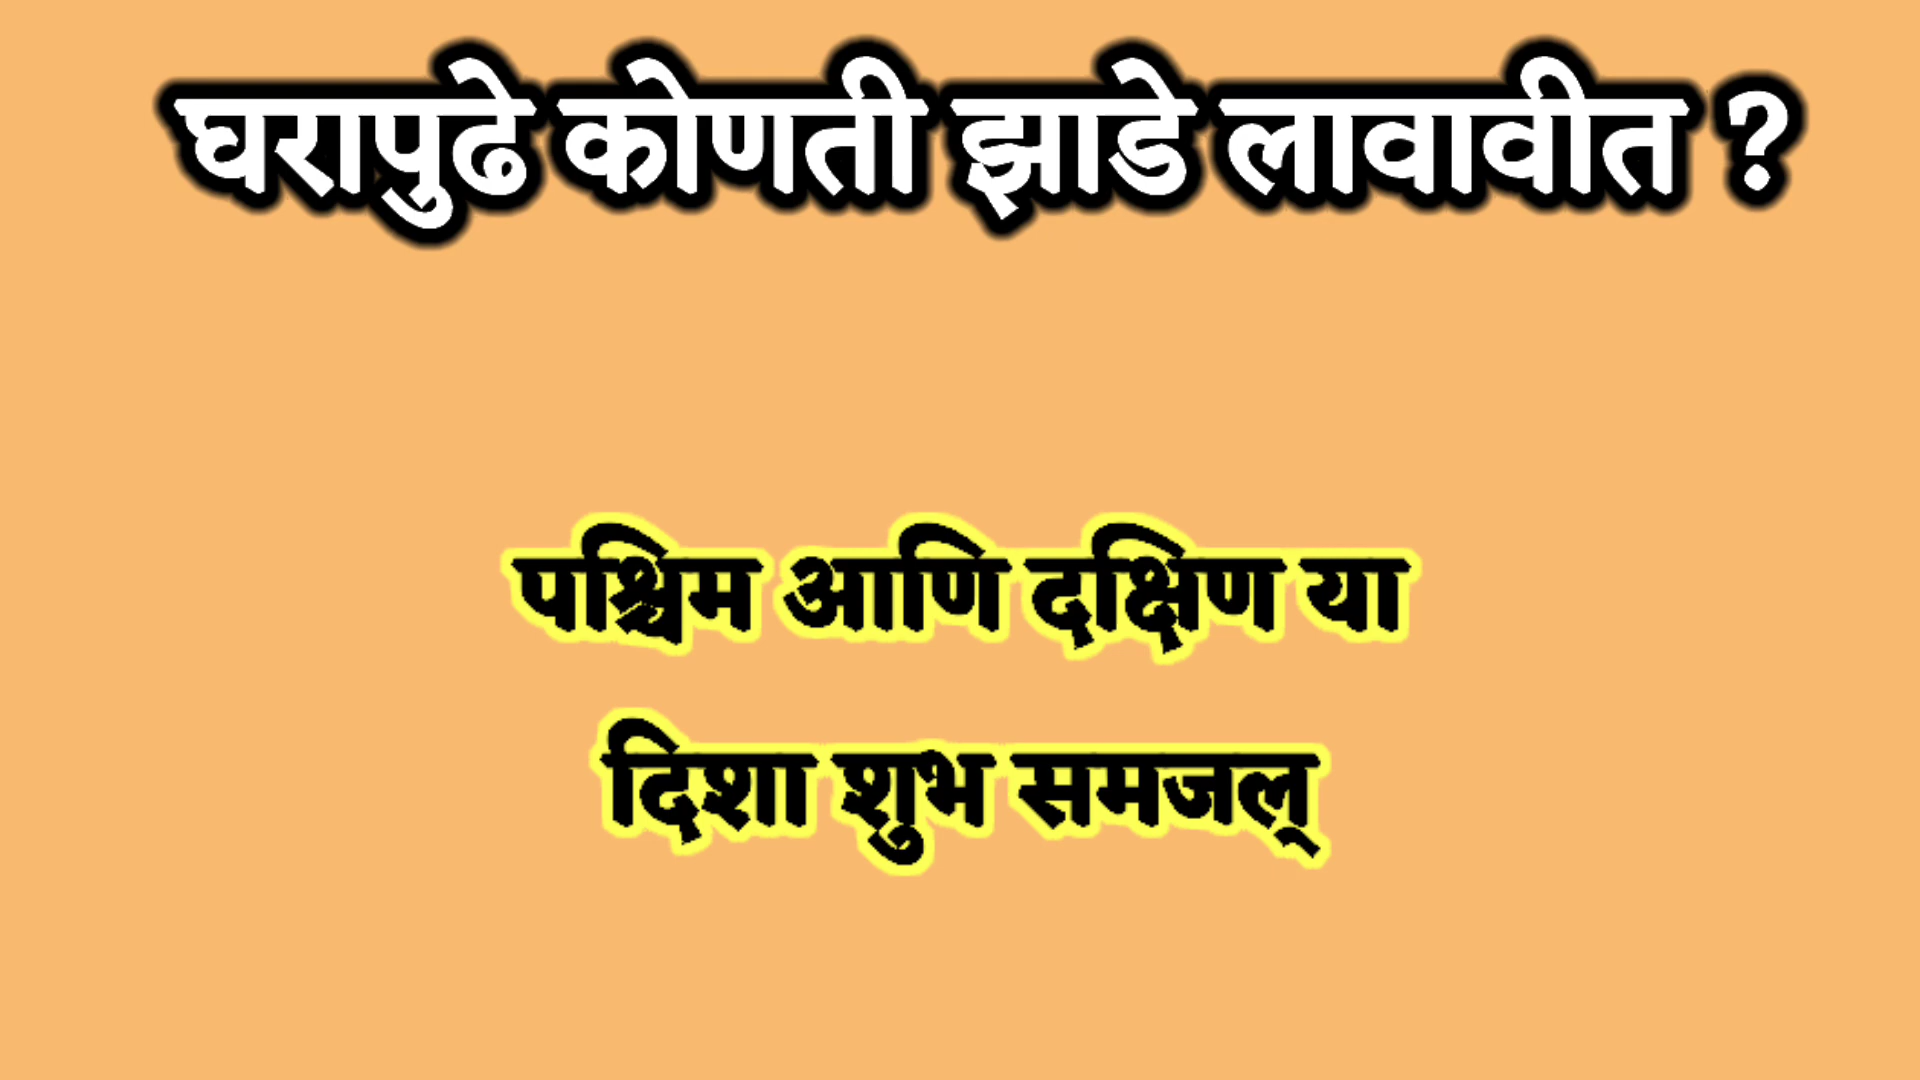 घरापुढे कोणती झाडे लावावीत ?
पश्चिम आणि दक्षिण या
दिशा शुभ समजल्